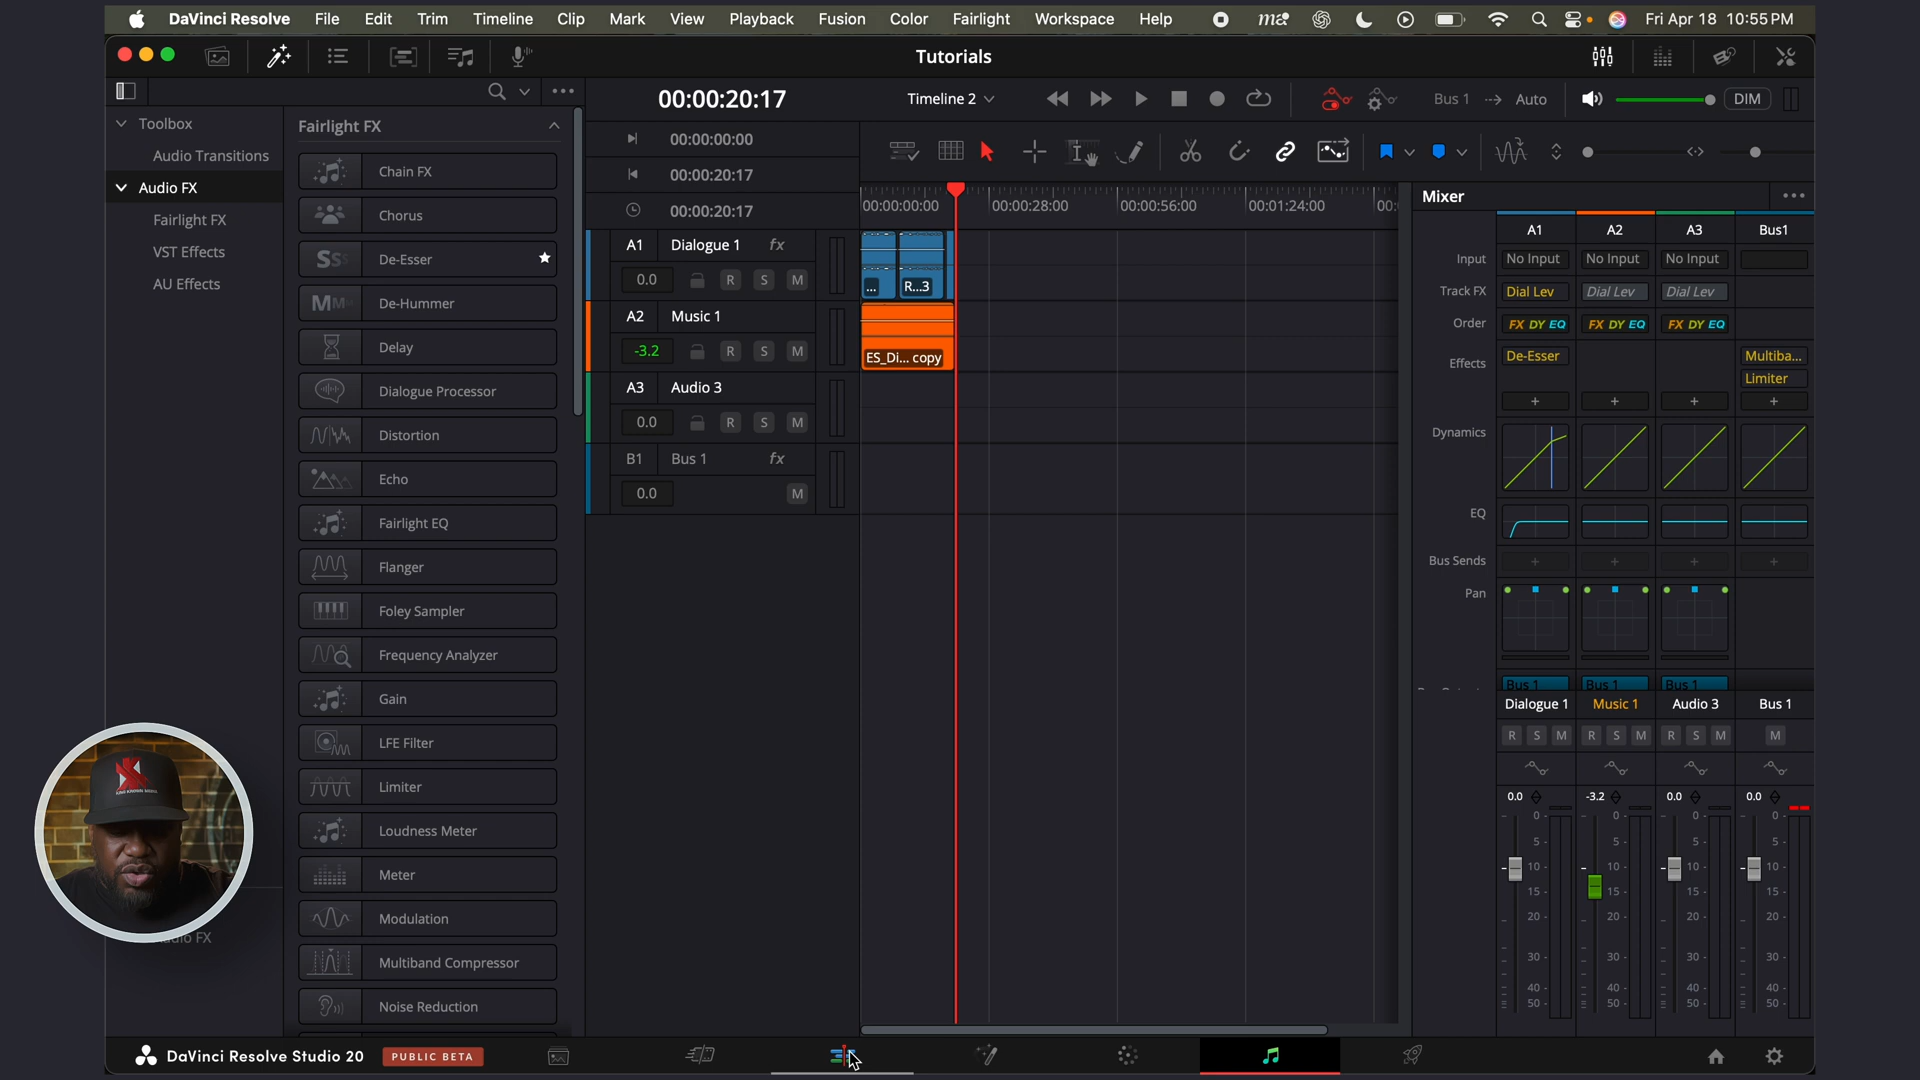 DaVinci Resolve File Edit Trim Timeline Clip Mark View Playback Fusion Color Fairlight Workspace Help Fri Apr 18 10:55 PM
Tutorials
00:00:20:17 Timeline 2 Bus 1 Auto DIM
Toolbox
Audio Transitions
Audio FX
Fairlight FX
VST Effects
AU Effects
Fairlight FX
Chain FX
Chorus
De-Esser
De-Hummer
Delay
Dialogue Processor
Distortion
Echo
Fairlight EQ
Flanger
Foley Sampler
Frequency Analyzer
Gain
LFE Filter
Limiter
Loudness Meter
Meter
Modulation
Multiband Compressor
Noise Reduction
00:00:00:00
00:00:20:17
00:00:20:17
A1 Dialogue 1 fx
0.0 R S M
A2 Music 1
-3.2 R S M
A3 Audio 3
0.0 R S M
B1 Bus 1 fx
0.0 M
00:00:00:00 00:00:28:00 00:00:56:00 00:01:24:00
... R...3
ES_Di... copy
Mixer
A1 A2 A3 Bus1
Input No Input No Input No Input
Track FX Dial Lev Dial Lev Dial Lev
Order FX DY EQ FX DY EQ FX DY EQ
Effects De-Esser Multiba...
Limiter
+ + + +
Dynamics
EQ
Bus Sends + + + +
Pan
Bus 1 Bus 1 Bus 1
Dialogue 1 Music 1 Audio 3 Bus 1
R S M R S M R S M M
0.0 -3.2 0.0 0.0
0- 0- 0- 0-
5- 5- 5- 5-
10- 10- 10- 10-
15- 15- 15- 15-
20- 20- 20- 20-
30- 30- 30- 30-
40- 40- 40- 40-
50- 50- 50- 50-
DaVinci Resolve Studio 20 PUBLIC BETA